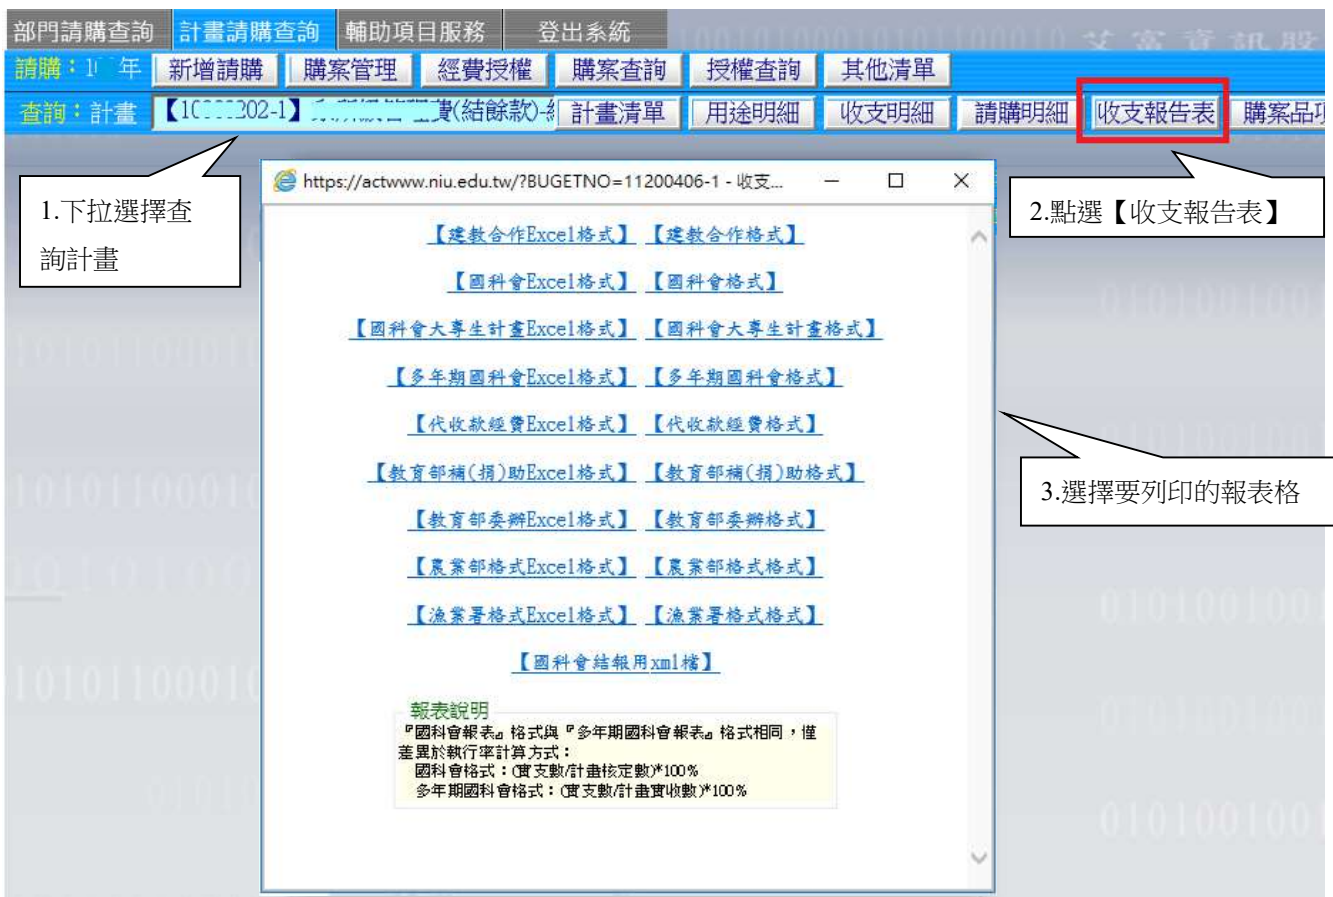 部門請購查詢 計畫請購查詢 輔助項目服務 登出系統
艾富資訊股
請購：1 年 新增請購 購案管理 經費授權 購案查詢 授權查詢 其他清單
查詢：計畫 【1 202-1】 費(結餘款)- 計畫清單 用途明細 收支明細 請購明細 收支報告表 購案品項
1.下拉選擇查
詢計畫
2.點選【收支報告表】
https://actwww.niu.edu.tw/?BUGETNO=11200406-1 - 收支...
【建教合作Excel格式】 【建教合作格式】
【國科會Excel格式】 【國科會格式】
【國科會大專生計畫Excel格式】 【國科會大專生計畫格式】
【多年期國科會Excel格式】 【多年期國科會格式】
【代收款經費Excel格式】 【代收款經費格式】
【教育部補(捐)助Excel格式】 【教育部補(捐)助格式】
【教育部委辦Excel格式】 【教育部委辦格式】
【農業部格式Excel格式】 【農業部格式格式】
【漁業署格式Excel格式】 【漁業署格式格式】
【國科會結報用xml檔】
3.選擇要列印的報表格
報表說明
『國科會報表』格式與『多年期國科會報表』格式相同，僅
差異於執行率計算方式：
國科會格式：(實支數/計畫核定數)*100%
多年期國科會格式：(實支數/計畫實收數)*100%